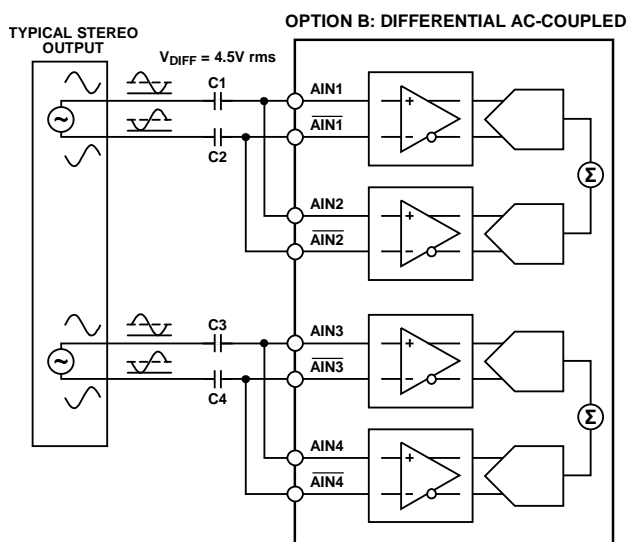 OPTION B: DIFFERENTIAL AC-COUPLED
TYPICAL STEREO
OUTPUT
VDIFF = 4.5V rms
C1
C2
AIN1
+
AIN1
–
Σ
AIN2
+
AIN2
–
C3
C4
AIN3
+
AIN3
–
Σ
AIN4
+
AIN4
–